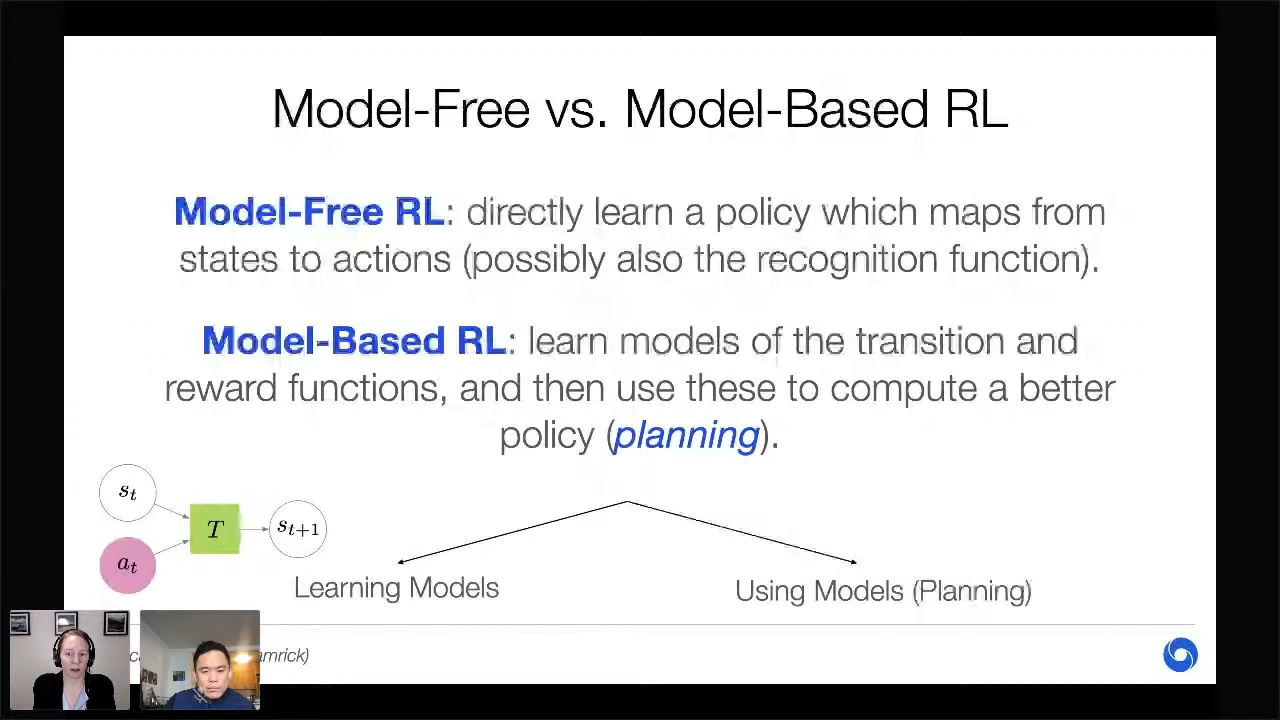 Model-Free vs. Model-Based RL
Model-Free RL: directly learn a policy which maps from
states to actions (possibly also the recognition function).
Model-Based RL: learn models of the transition and
reward functions, and then use these to compute a better
policy (planning).
s_t
T
s_{t+1}
a_t
Learning Models
Using Models (Planning)